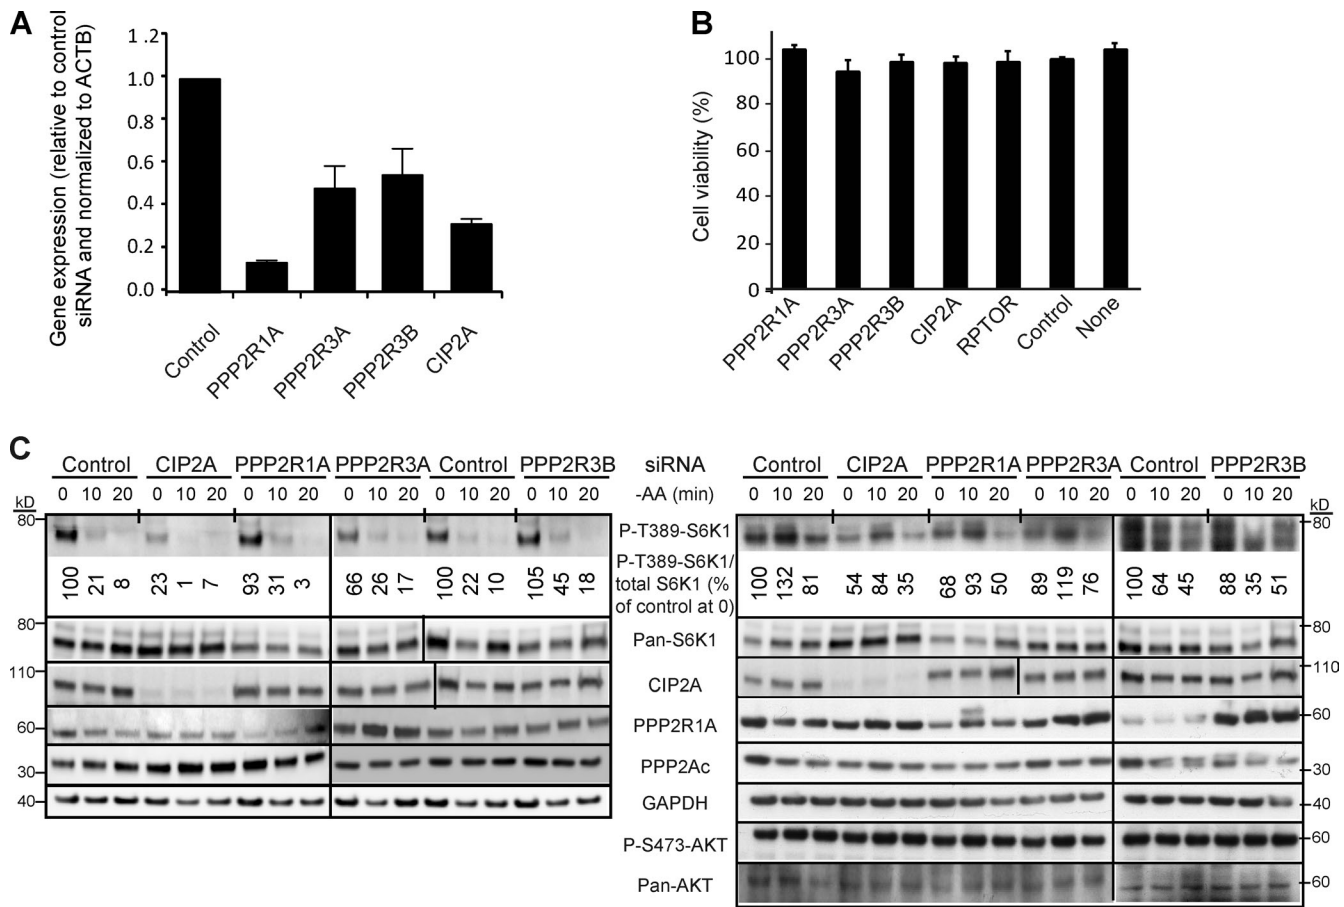 A
Gene expression (relative to control
siRNA and normalized to ACTB)
1.2
1.0
0.8
0.6
0.4
0.2
0.0
Control
PPP2R1A
PPP2R3A
PPP2R3B
CIP2A
B
Cell viability (%)
100
80
60
40
20
0
PPP2R1A
PPP2R3A
PPP2R3B
CIP2A
RPTOR
Control
None
C
Control CIP2A PPP2R1A PPP2R3A Control PPP2R3B siRNA Control CIP2A PPP2R1A PPP2R3A Control PPP2R3B
0 10 20 0 10 20 0 10 20 0 10 20 0 10 20 0 10 20 -AA (min) 0 10 20 0 10 20 0 10 20 0 10 20 0 10 20 0 10 20
kD kD
80 P-T389-S6K1 80
P-T389-S6K1/
total S6K1 (%
of control at 0)
100 21 8 23 1 7 93 31 3 66 26 17 100 22 10 105 45 18
100 132 81 54 84 35 68 93 50 89 119 76 100 64 45 88 35 51
80 Pan-S6K1 80
110 CIP2A 110
60 PPP2R1A 60
30 PPP2Ac 30
40 GAPDH 40
P-S473-AKT 60
Pan-AKT 60